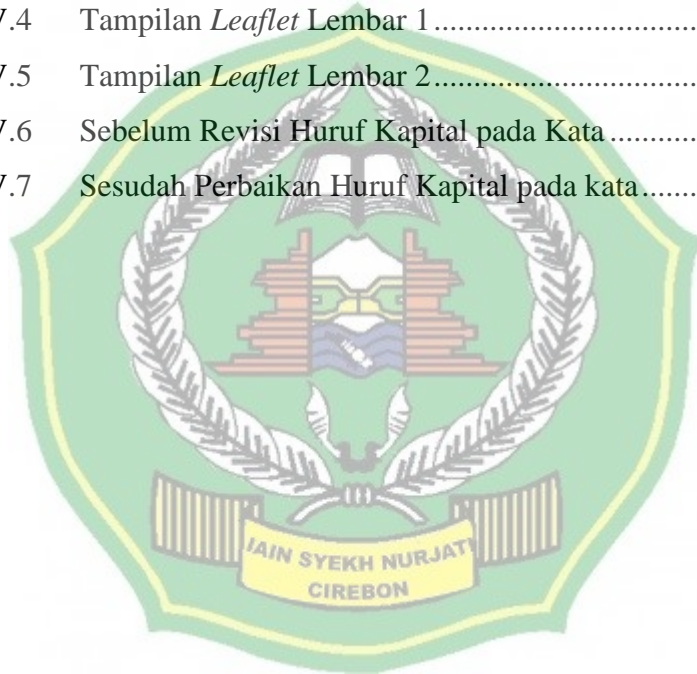 V.4 Tampilan Leaflet Lembar 1..................................
V.5 Tampilan Leaflet Lembar 2..................................
V.6 Sebelum Revisi Huruf Kapital pada Kata...........
V.7 Sesudah Perbaikan Huruf Kapital pada kata.......
IAIN SYEKH NURJATI
CIREBON